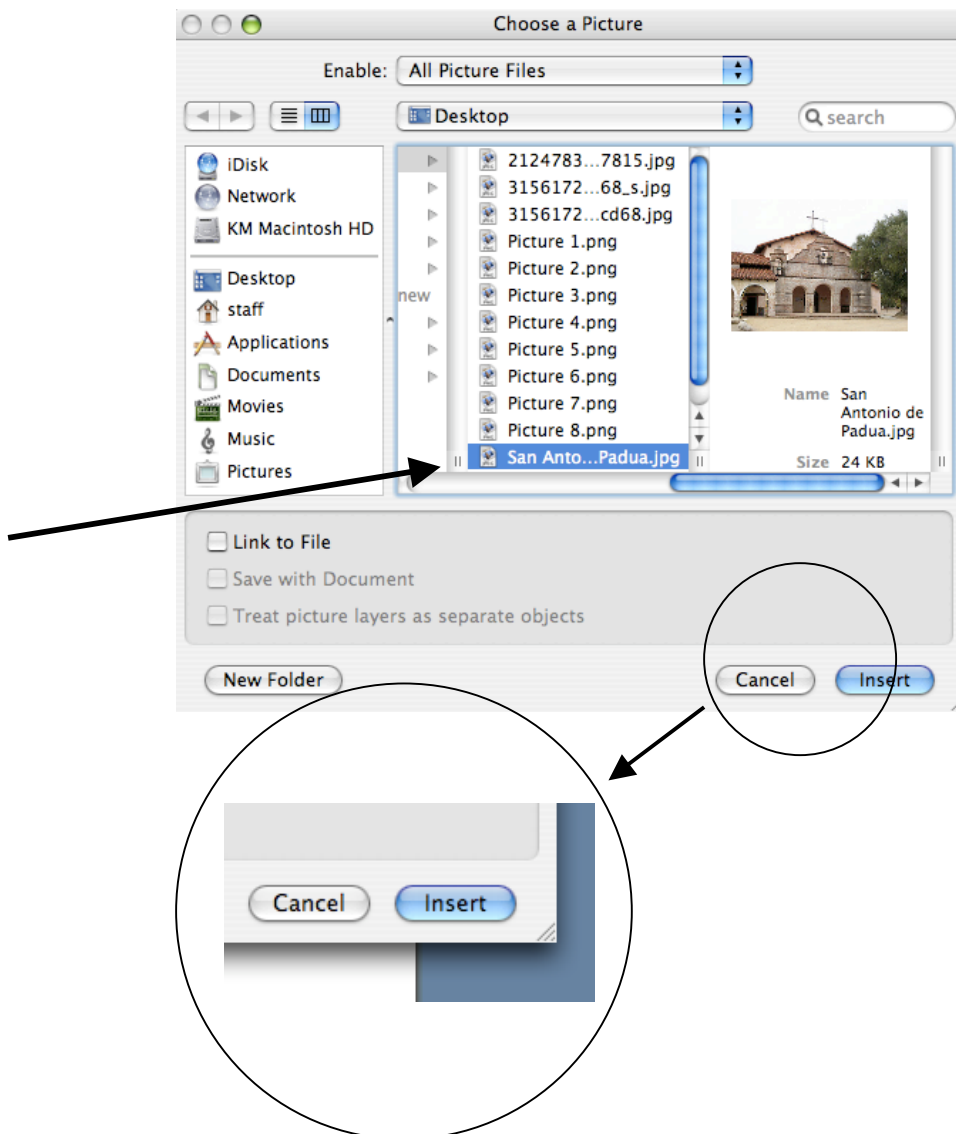 Choose a Picture
Enable: All Picture Files
Desktop
search
iDisk
Network
KM Macintosh HD
Desktop
staff
Applications
Documents
Movies
Music
Pictures
new
2124783...7815.jpg
3156172...68_s.jpg
3156172...cd68.jpg
Picture 1.png
Picture 2.png
Picture 3.png
Picture 4.png
Picture 5.png
Picture 6.png
Picture 7.png
Picture 8.png
San Anto...Padua.jpg
Name San
Antonio de
Padua.jpg
Size 24 KB
Link to File
Save with Document
Treat picture layers as separate objects
New Folder
Cancel
Insert
Cancel
Insert